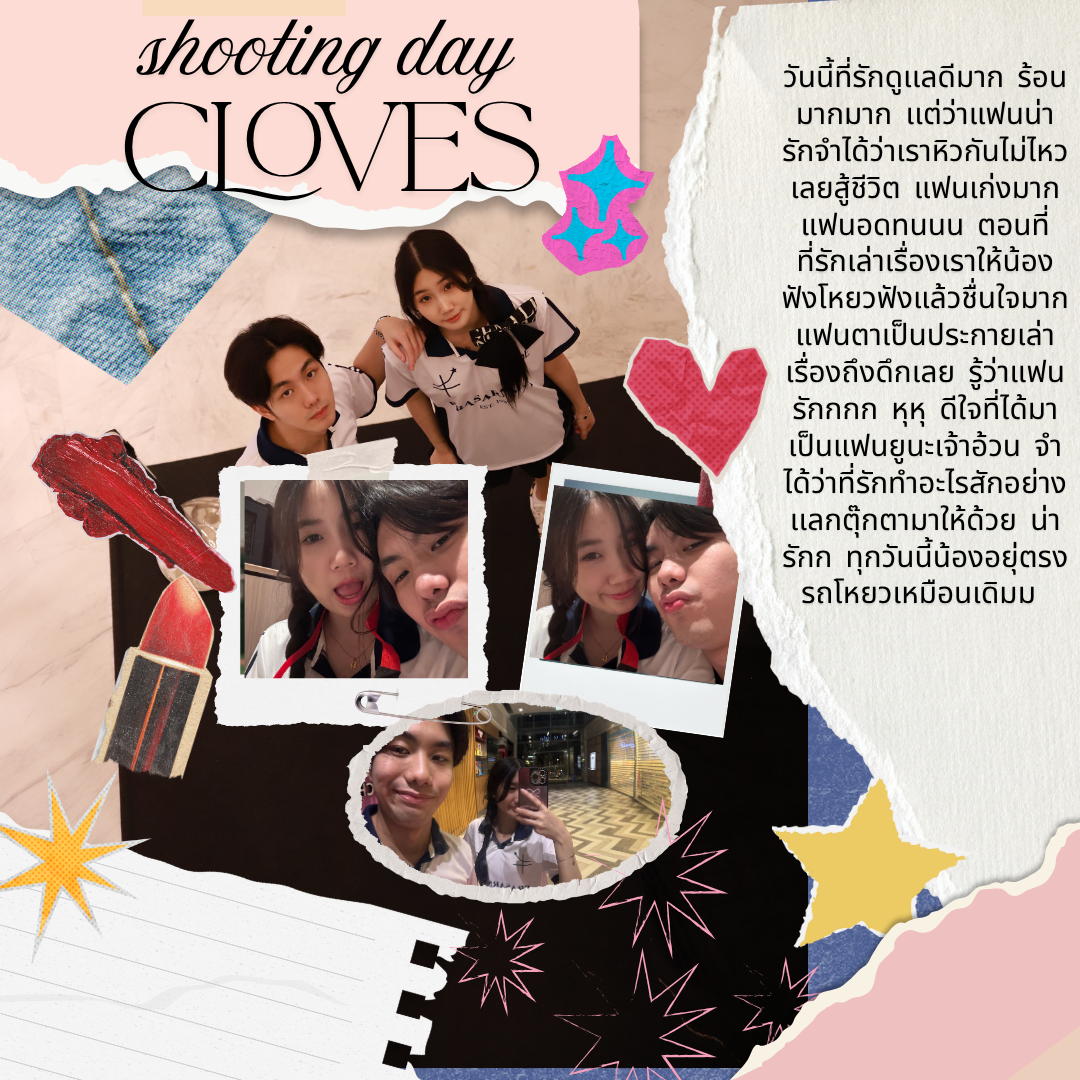 shooting day
CLOVES
วันนี้ที่รักดูแลดีมาก ร้อน
มากมาก แต่ว่าแฟนน่า
รักจำได้ว่าเราหิวกันไม่ไหว
เลยสู้ชีวิต แฟนเก่งมาก
แฟนอดทนนน ตอนที่
ที่รักเล่าเรื่องเราให้น้อง
ฟังโหยวฟังแล้วชื่นใจมาก
แฟนตาเป็นประกายเล่า
เรื่องถึงดึกเลย รู้ว่าแฟน
รักกกก หุหุ ดีใจที่ได้มา
เป็นแฟนยูนะเจ้าอ้วน จำ
ได้ว่าที่รักทำอะไรสักอย่าง
แลกตุ๊กตามาให้ด้วย น่า
รักก ทุกวันนี้น้องอยุ่ตรง
รถโหยวเหมือนเดิมม